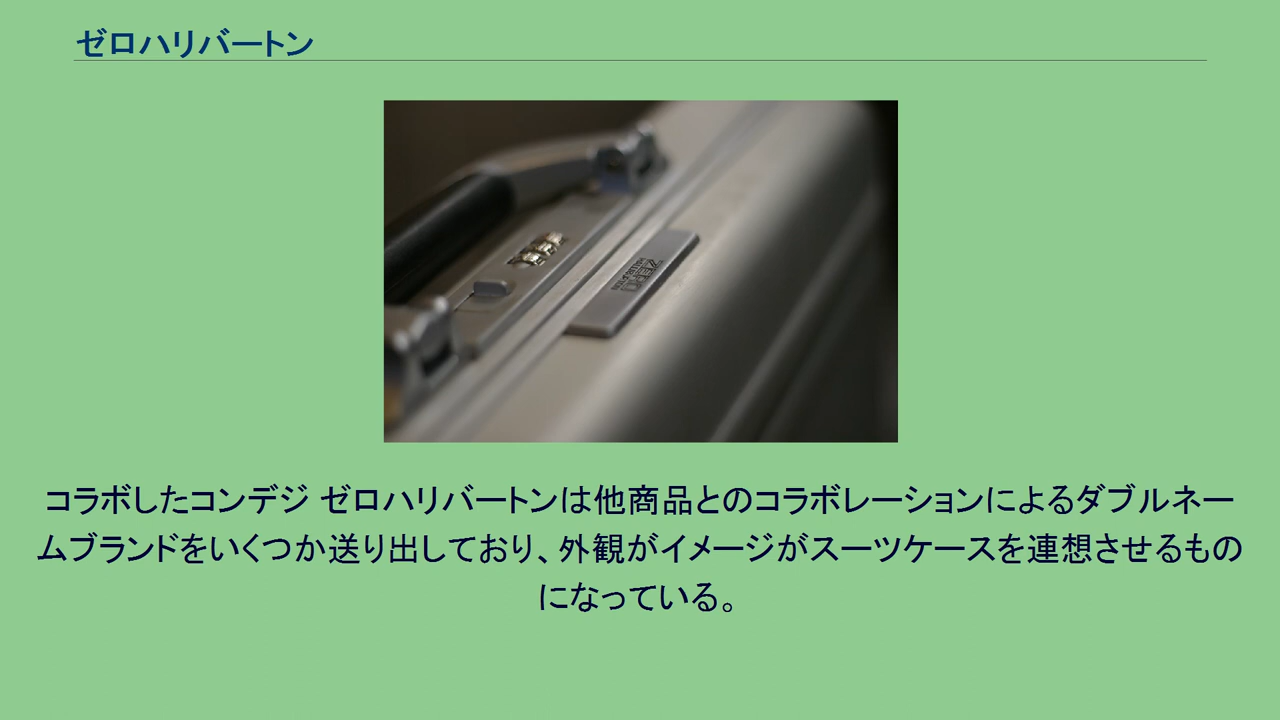 ゼロハリバートン
ZERO
HALLIBURTON
コラボしたコンデジ ゼロハリバートンは他商品とのコラボレーションによるダブルネー
ムブランドをいくつか送り出しており、外観がイメージがスーツケースを連想させるもの
になっている。